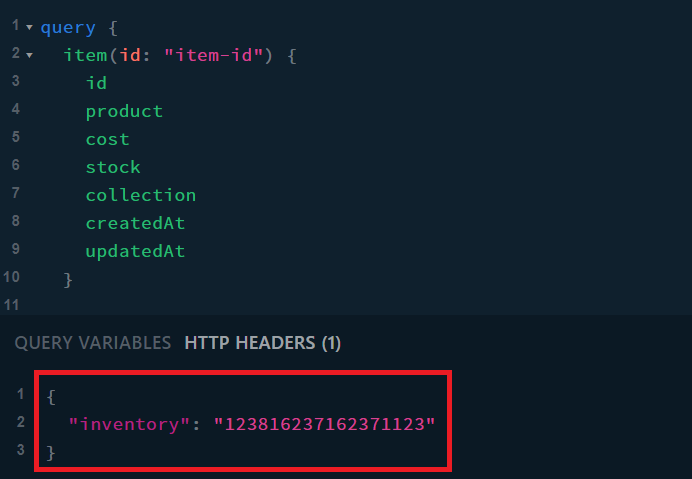 1 query {
2 item(id: "item-id") {
3 id
4 product
5 cost
6 stock
7 collection
8 createdAt
9 updatedAt
10 }
11
QUERY VARIABLES HTTP HEADERS (1)
1 {
2 "inventory": "123816237162371123"
3 }